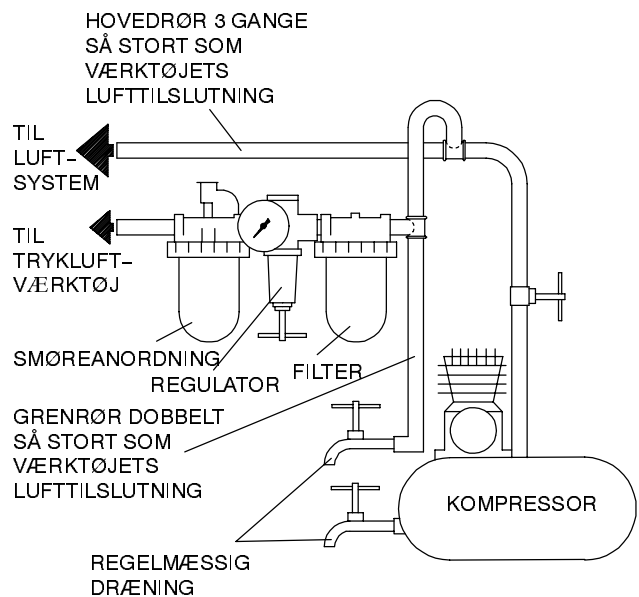 HOVEDRØR 3 GANGE
SÅ STORT SOM
VÆRKTØJETS
LUFTTILSLUTNING
TIL
LUFT-
SYSTEM
TIL
TRYKLUFT-
VÆRKTØJ
SMØREANORDNING
REGULATOR
FILTER
GRENRØR DOBBELT
SÅ STORT SOM
VÆRKTØJETS
LUFTTILSLUTNING
KOMPRESSOR
REGELMÆSSIG
DRÆNING